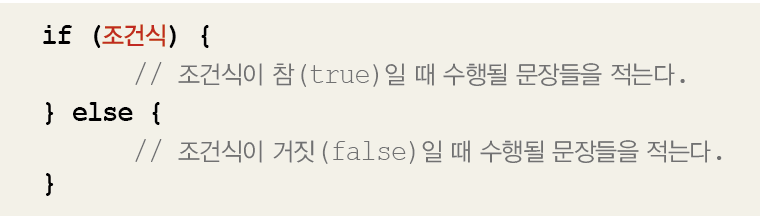 if (조건식) {
// 조건식이 참(true)일 때 수행될 문장들을 적는다.
} else {
// 조건식이 거짓(false)일 때 수행될 문장들을 적는다.
}